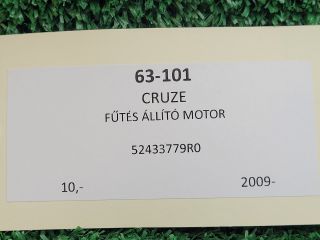 63-101
CRUZE
FŰTÉS ÁLLÍTÓ MOTOR
52433779R0
10,- 2009-